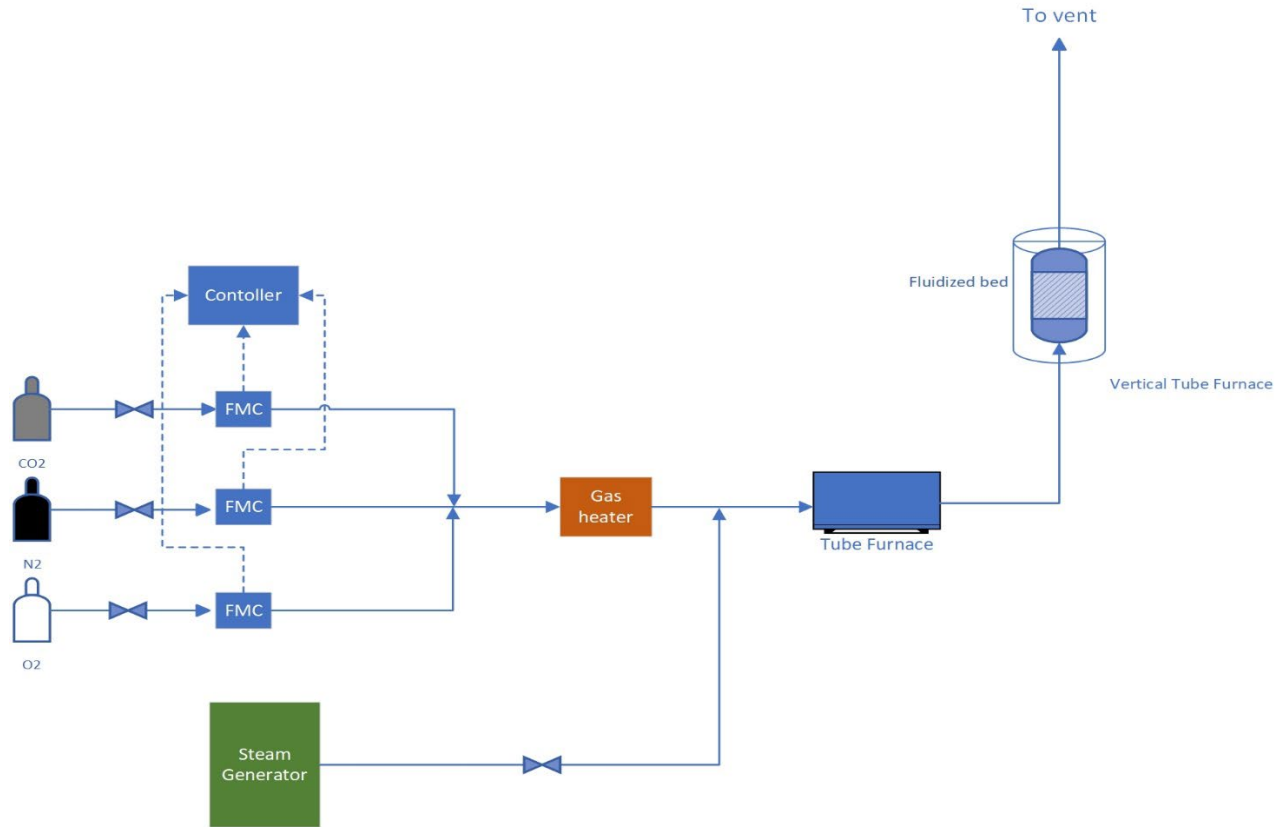 To vent
Fluidized bed
Contoller
Vertical Tube Furnace
FMC
CO2
Gas
heater
FMC
Tube Furnace
N2
FMC
O2
Steam
Generator